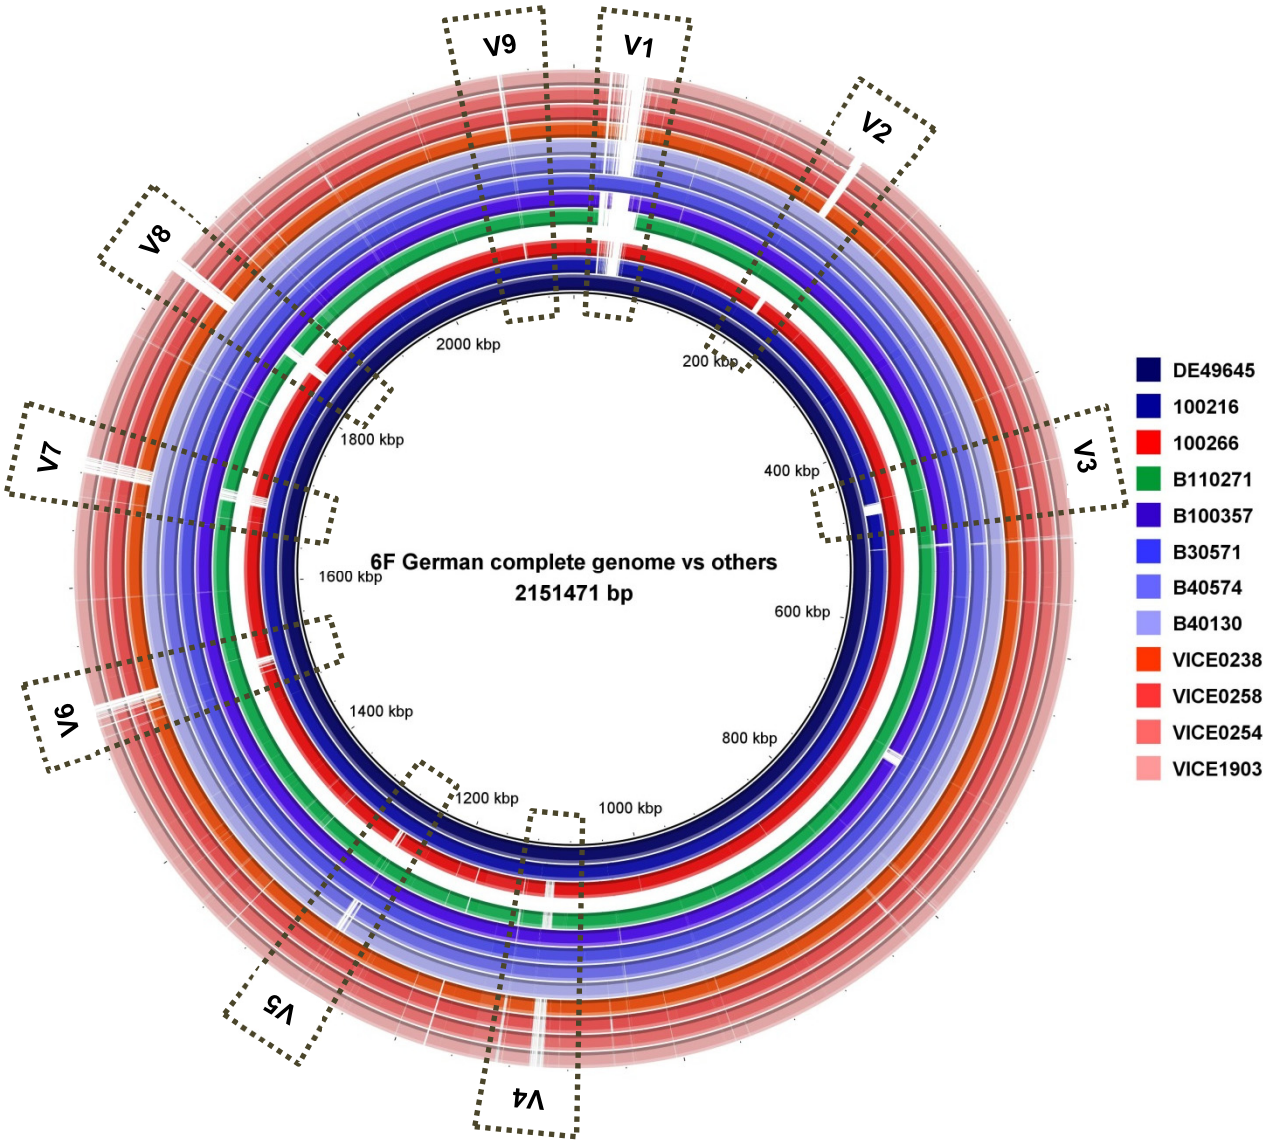 V9
V1
V2
V8
V3
V7
V6
V5
V4
2000 kbp
200 kbp
1800 kbp
400 kbp
1600 kbp
6F German complete genome vs others
2151471 bp
600 kbp
1400 kbp
800 kbp
1200 kbp
1000 kbp
DE49645
100216
100266
B110271
B100357
B30571
B40574
B40130
VICE0238
VICE0258
VICE0254
VICE1903